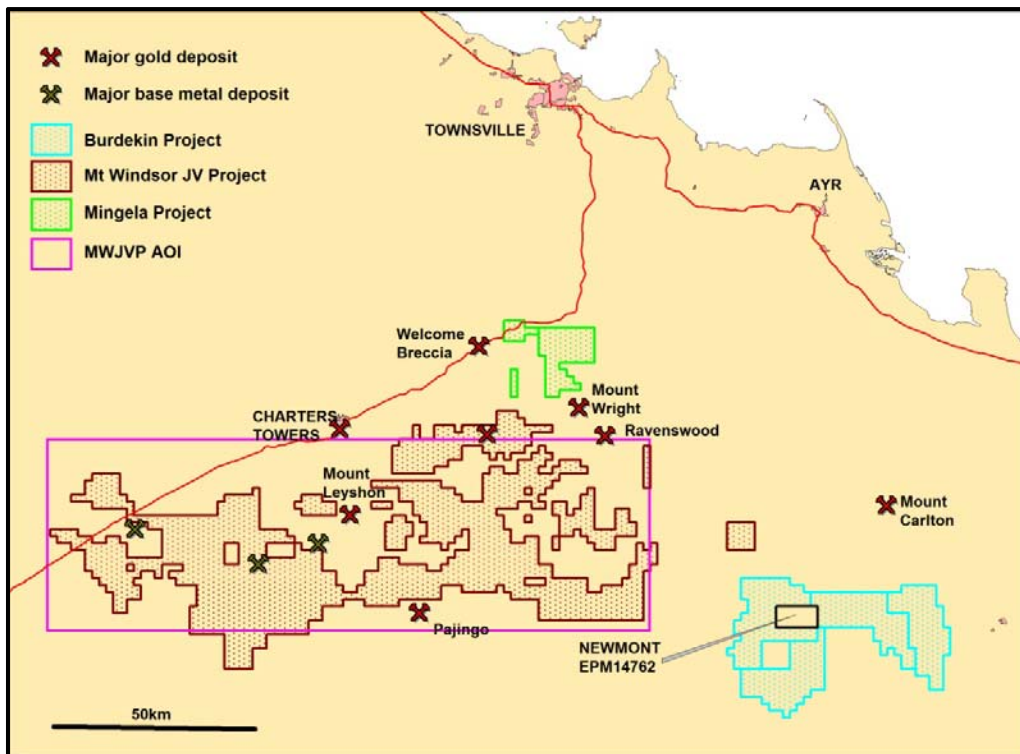 Major gold deposit
Major base metal deposit
Burdekin Project
Mt Windsor JV Project
Mingela Project
MWJVP AOI
TOWNSVILLE
AYR
Welcome
Breccia
Mount
Wright
CHARTERS
TOWERS
Ravenswood
Mount
Leyshon
Mount
Carlton
Pajingo
NEWMONT
EPM14762
50km